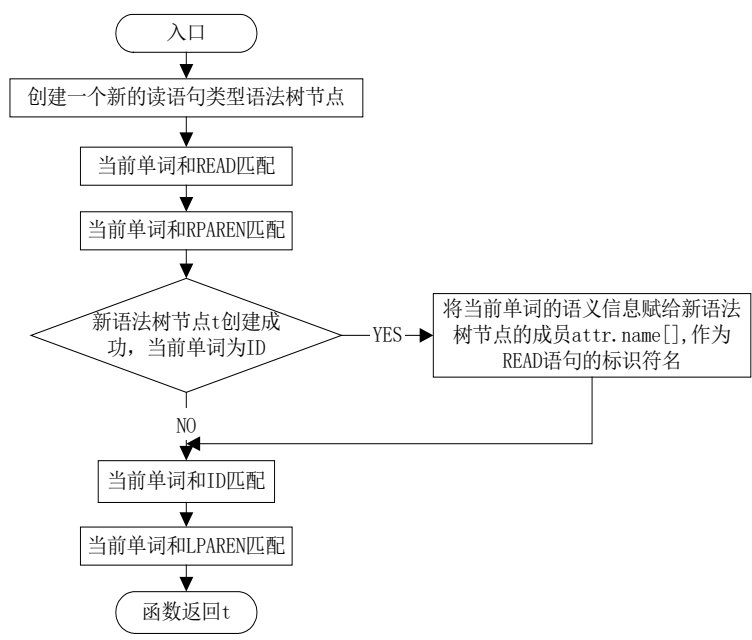 入口
创建一个新的读语句类型语法树节点
当前单词和READ匹配
当前单词和RPAREN匹配
新语法树节点t创建成
功，当前单词为ID
YES
将当前单词的语义信息赋给新语法
树节点的成员attr.name[],作为
READ语句的标识符名
NO
当前单词和ID匹配
当前单词和LPAREN匹配
函数返回t